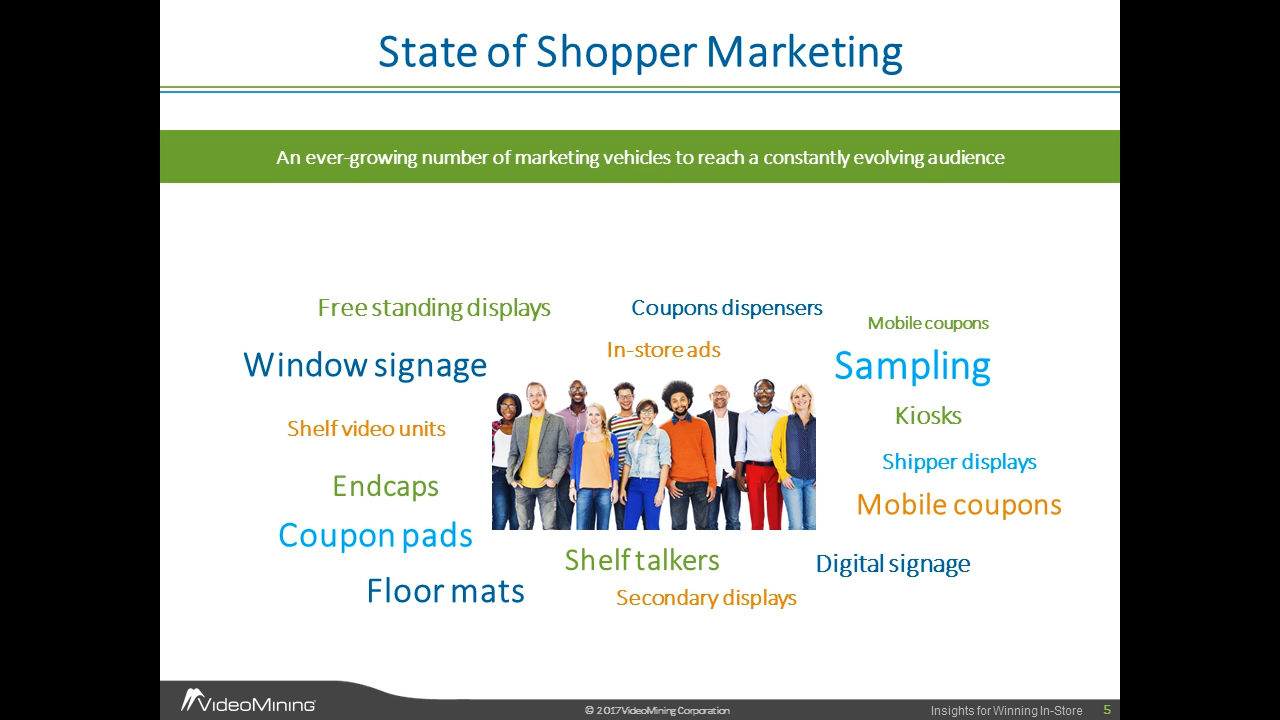 State of Shopper Marketing
An ever-growing number of marketing vehicles to reach a constantly evolving audience
Free standing displays
Coupons dispensers
Mobile coupons
In-store ads
Window signage
Sampling
Kiosks
Shelf video units
Shipper displays
Endcaps
Mobile coupons
Coupon pads
Shelf talkers
Digital signage
Floor mats
Secondary displays
VideoMining
© 2017 VideoMining Corporation
Insights for Winning In-Store
5